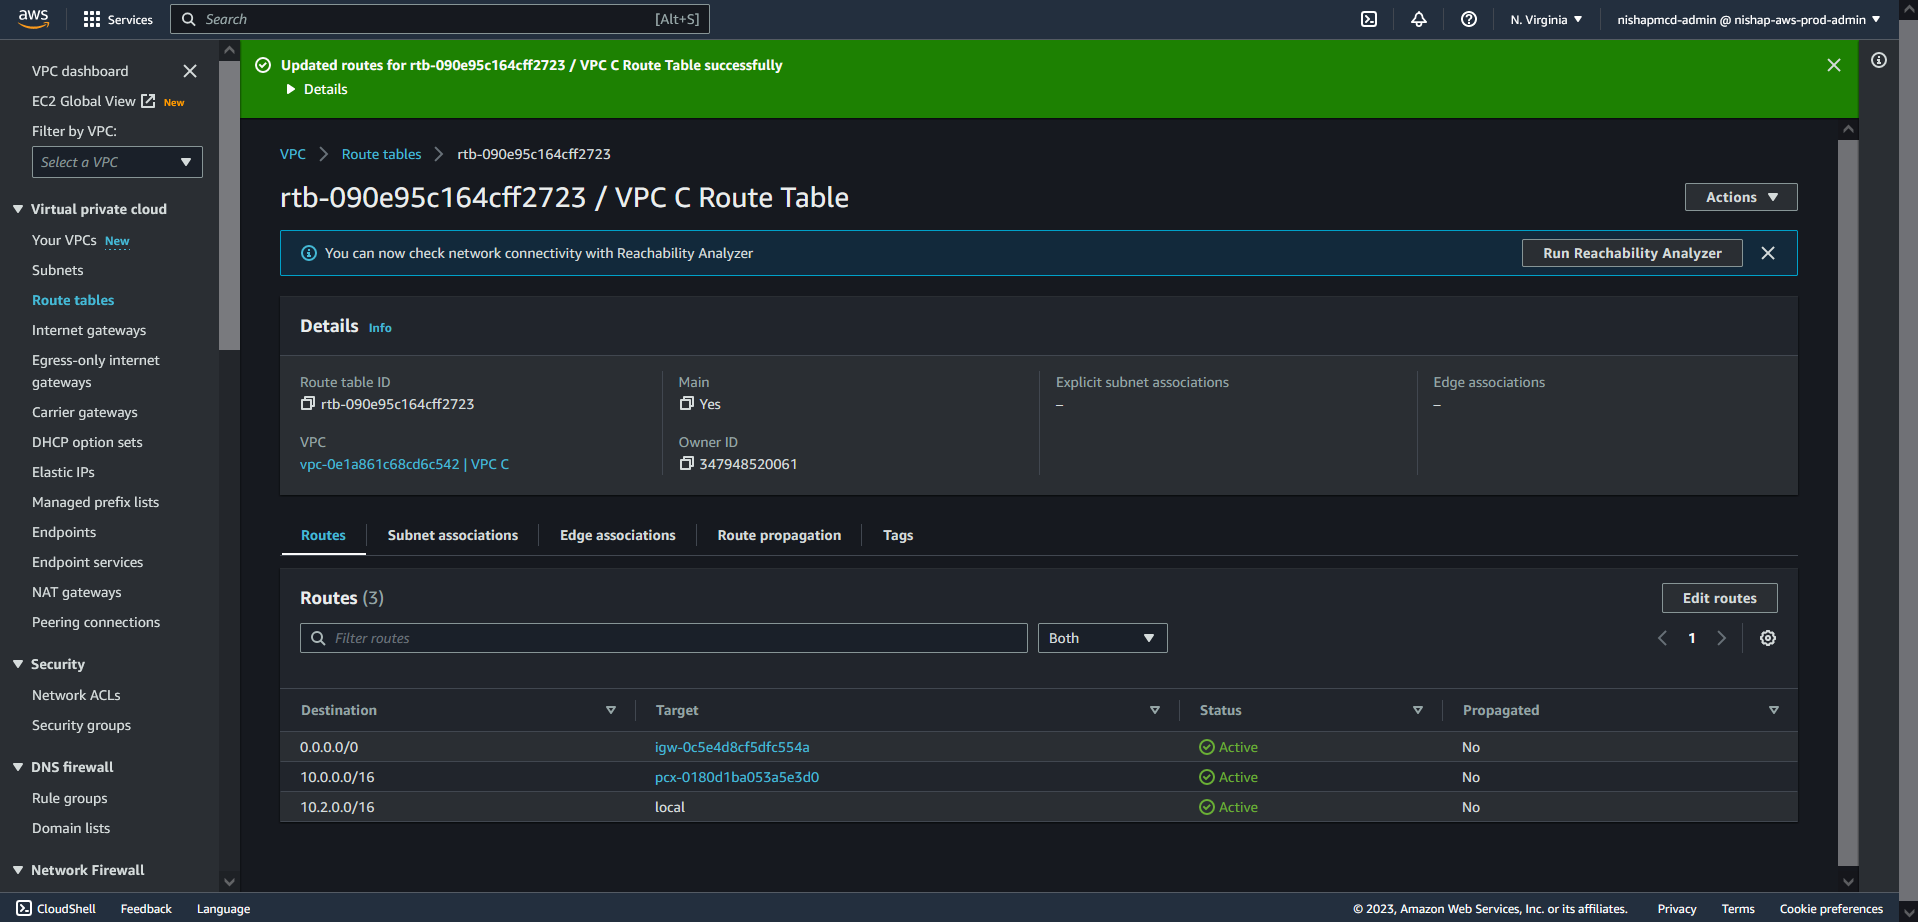 aws
Services
Search [Alt+S]
N. Virginia
nishapmcd-admin @ nishap-aws-prod-admin
VPC dashboard
EC2 Global View New
Filter by VPC:
Select a VPC
Virtual private cloud
Your VPCs New
Subnets
Route tables
Internet gateways
Egress-only internet
gateways
Carrier gateways
DHCP option sets
Elastic IPs
Managed prefix lists
Endpoints
Endpoint services
NAT gateways
Peering connections
Security
Network ACLs
Security groups
DNS firewall
Rule groups
Domain lists
Network Firewall
Updated routes for rtb-090e95c164cff2723 / VPC C Route Table successfully
Details
VPC
Route tables
rtb-090e95c164cff2723
rtb-090e95c164cff2723 / VPC C Route Table
Actions
You can now check network connectivity with Reachability Analyzer
Run Reachability Analyzer
Details Info
Route table ID
rtb-090e95c164cff2723
Main
Yes
Explicit subnet associations
–
Edge associations
–
VPC
vpc-0e1a861c68cd6c542 | VPC C
Owner ID
347948520061
Routes
Subnet associations
Edge associations
Route propagation
Tags
Routes (3)
Edit routes
Filter routes
Both
1
Destination Target Status Propagated
0.0.0.0/0 igw-0c5e4d8cf5dfc554a Active No
10.0.0.0/16 pcx-0180d1ba053a5e3d0 Active No
10.2.0.0/16 local Active No
CloudShell
Feedback
Language
© 2023, Amazon Web Services, Inc. or its affiliates.
Privacy
Terms
Cookie preferences